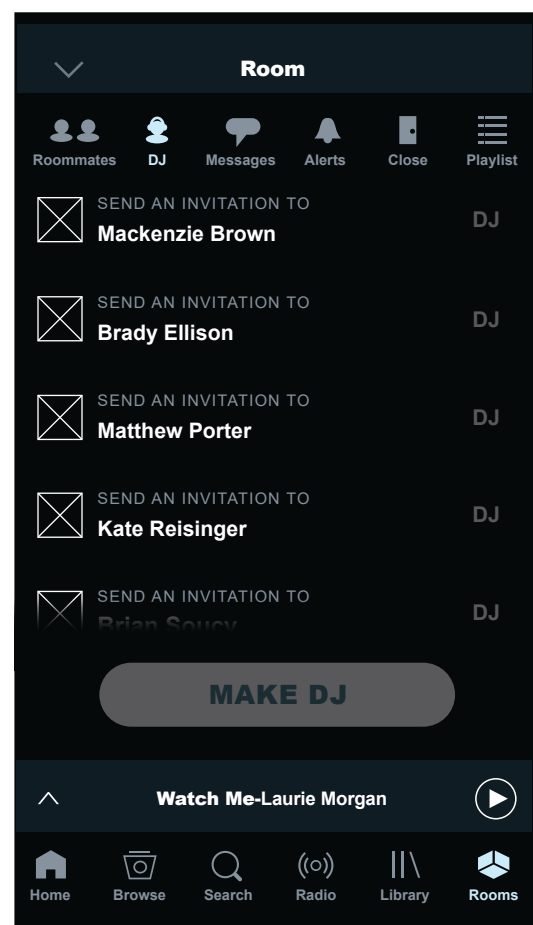 Room
Roommates DJ Messages Alerts Close Playlist
SEND AN INVITATION TO
Mackenzie Brown
DJ
SEND AN INVITATION TO
Brady Ellison
DJ
SEND AN INVITATION TO
Matthew Porter
DJ
SEND AN INVITATION TO
Kate Reisinger
DJ
SEND AN INVITATION TO
Brian Soucy
DJ
MAKE DJ
Watch Me-Laurie Morgan
Home Browse Search Radio Library Rooms